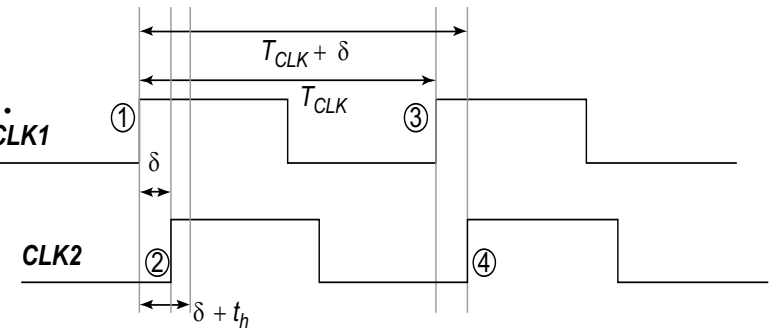 T_CLK + δ
T_CLK
① ③
CLK1
δ
CLK2
② ④
δ + t_h